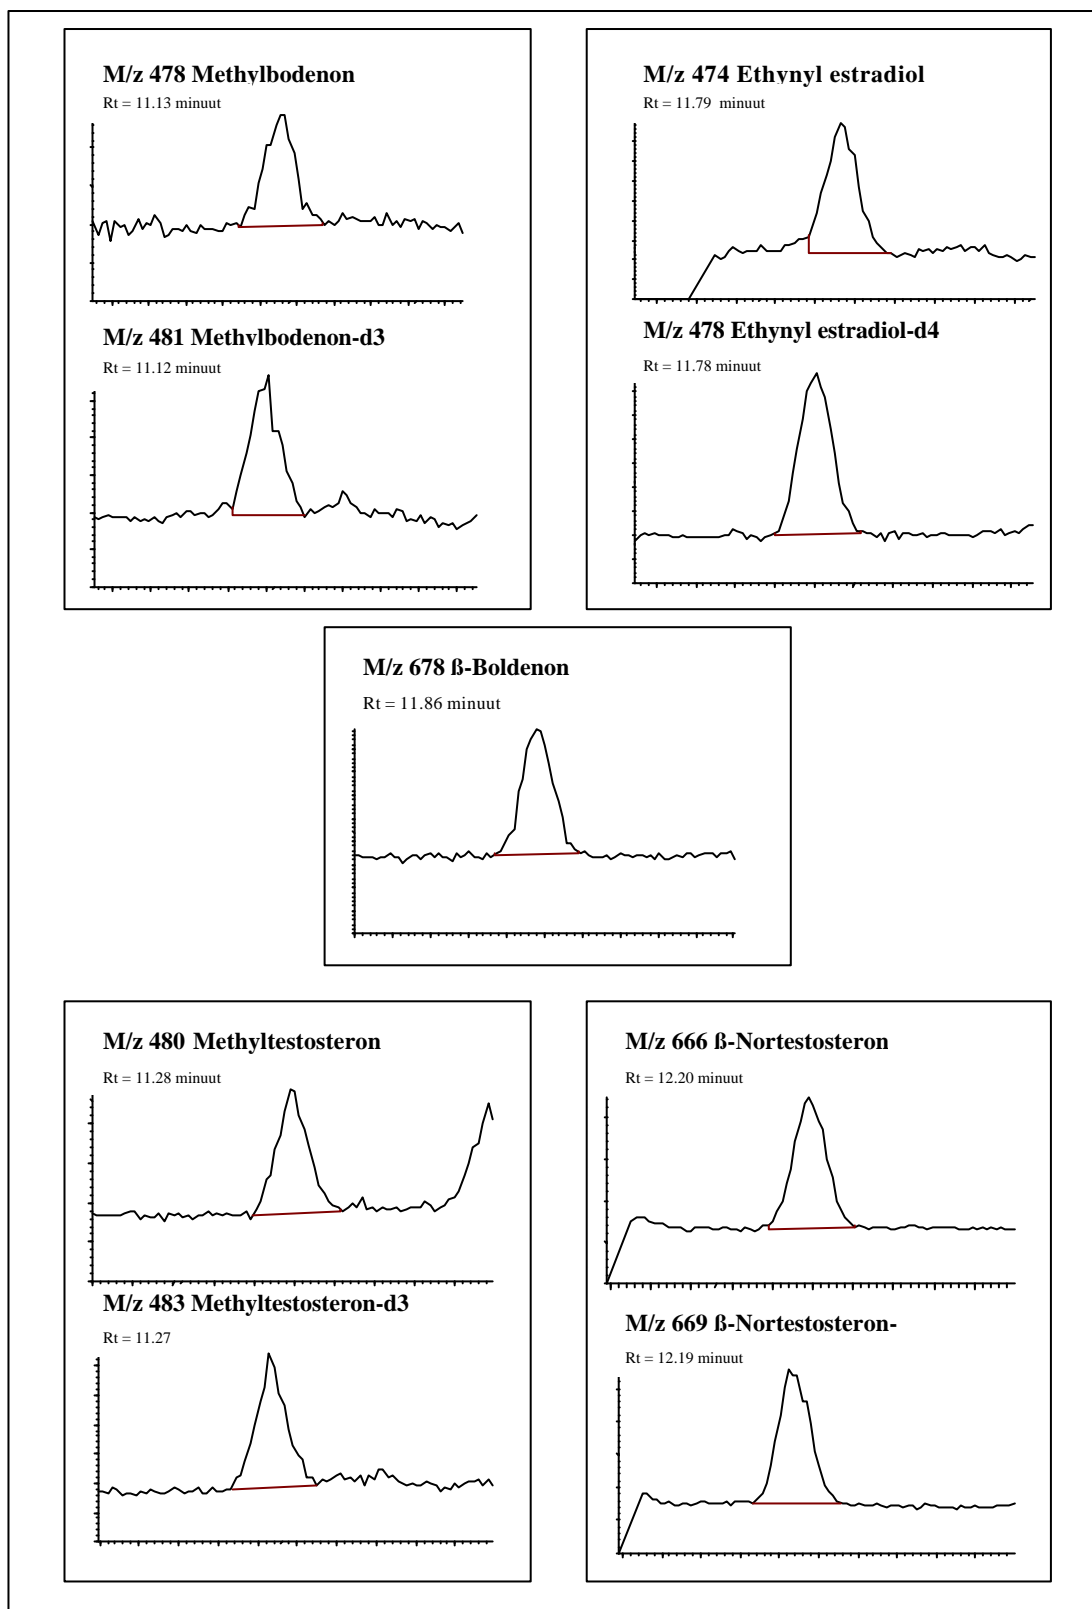 M/z 478 Methylbodenon
Rt = 11.13 minuut
M/z 481 Methylbodenon-d3
Rt = 11.12 minuut
M/z 474 Ethynyl estradiol
Rt = 11.79 minuut
M/z 478 Ethynyl estradiol-d4
Rt = 11.78 minuut
M/z 678 ß-Boldenon
Rt = 11.86 minuut
M/z 480 Methyltestosteron
Rt = 11.28 minuut
M/z 483 Methyltestosteron-d3
Rt = 11.27
M/z 666 ß-Nortestosteron
Rt = 12.20 minuut
M/z 669 ß-Nortestosteron-
Rt = 12.19 minuut